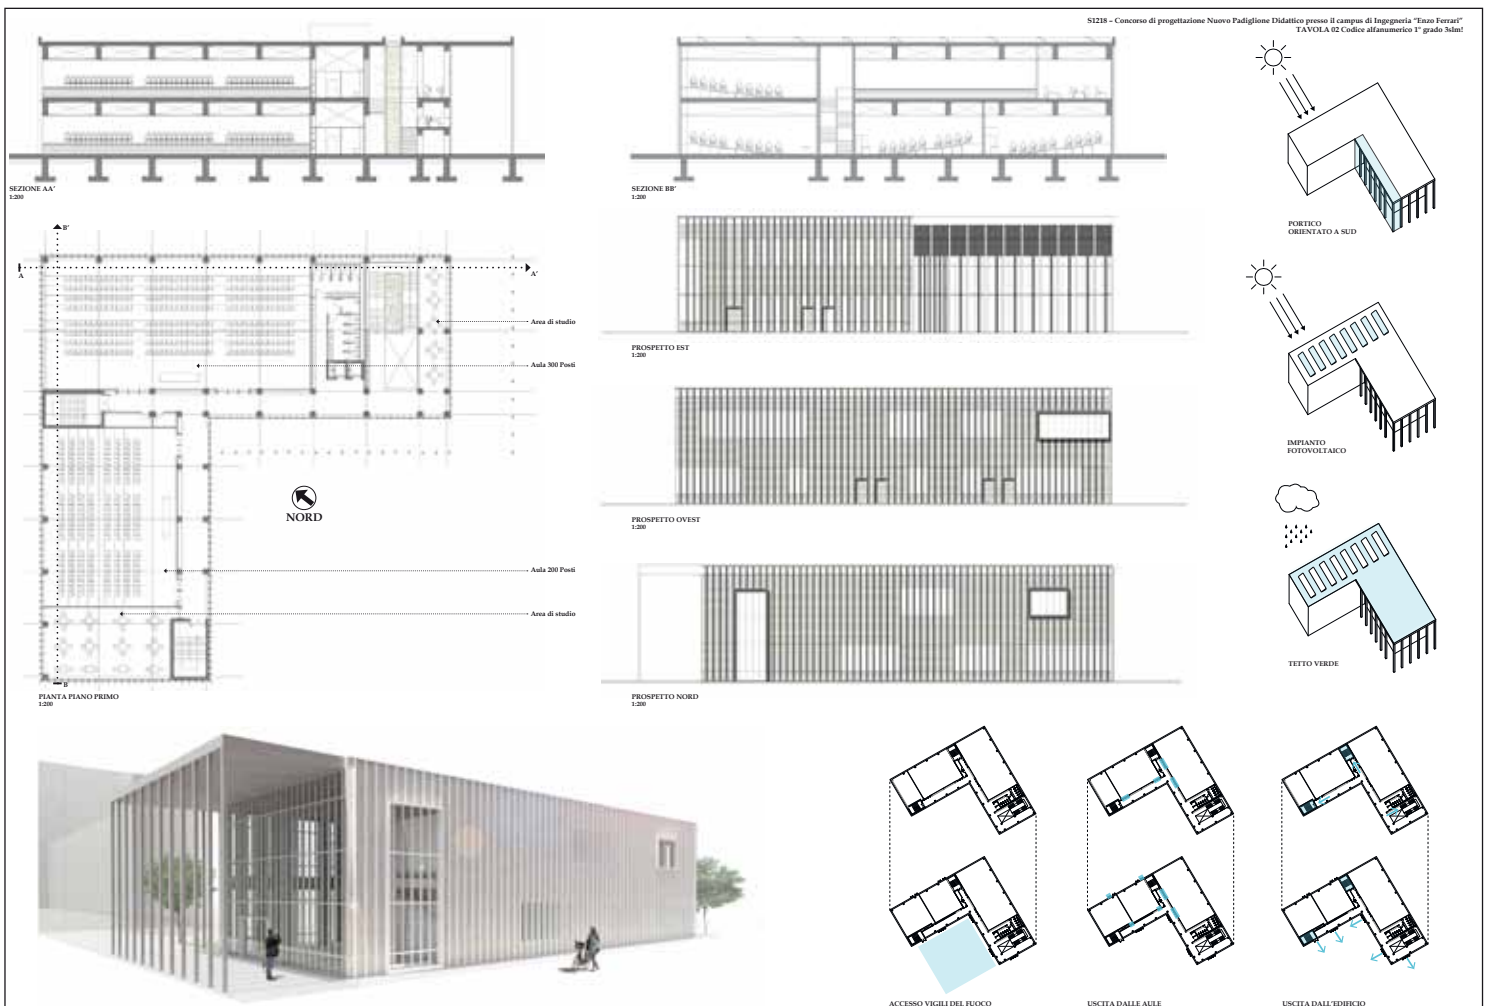 S1218 – Concorso di progettazione Nuovo Padiglione Didattico presso il campus di Ingegneria "Enzo Ferrari"
TAVOLA 02 Codice alfanumerico 1° grado 3slm!
SEZIONE AA'
1:200
SEZIONE BB'
1:200
PORTICO
ORIENTATO A SUD
B'
A
A'
Area di studio
Aula 300 Posti
NORD
Aula 200 Posti
Area di studio
B
PIANTA PIANO PRIMO
1:200
PROSPETTO EST
1:200
PROSPETTO OVEST
1:200
PROSPETTO NORD
1:200
IMPIANTO
FOTOVOLTAICO
TETTO VERDE
ACCESSO VIGILI DEL FUOCO
USCITA DALLE AULE
USCITA DALL'EDIFICIO